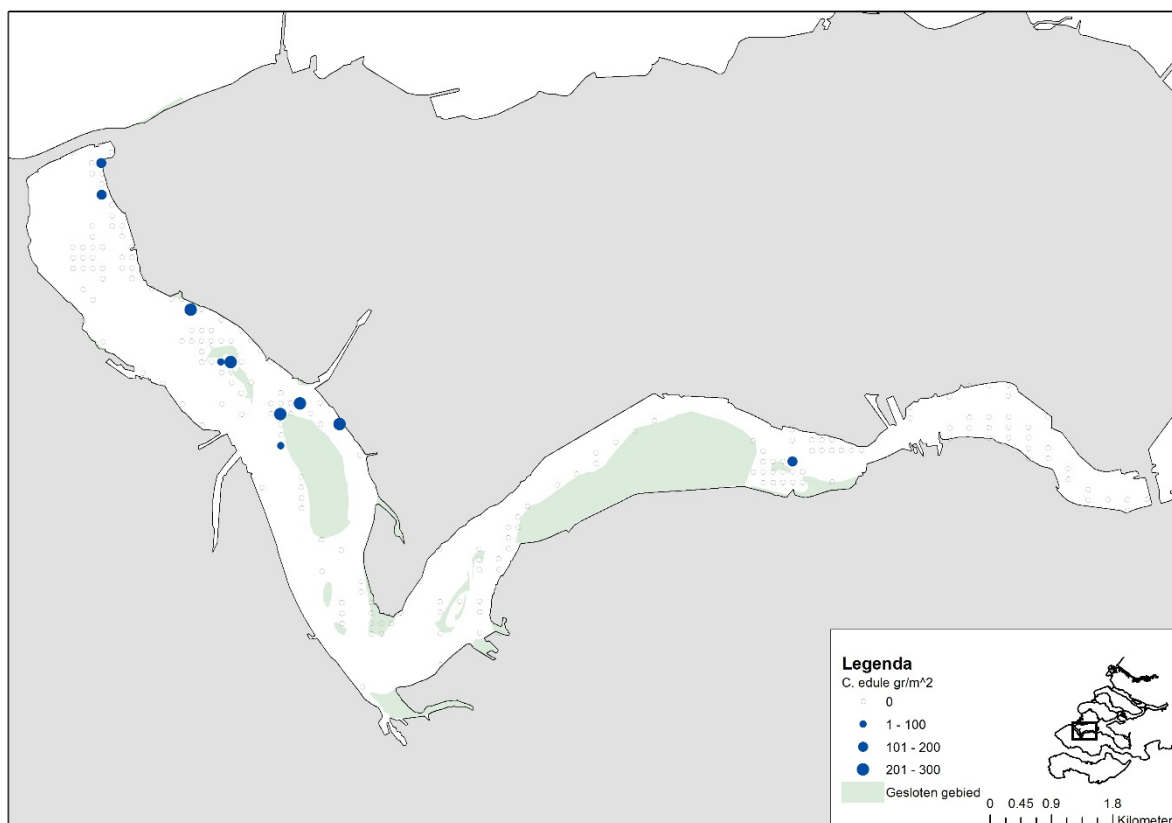 Legenda
C. edule gr/m^2
0
1 - 100
101 - 200
201 - 300
Gesloten gebied
0 0.45 0.9 1.8
Kilometer